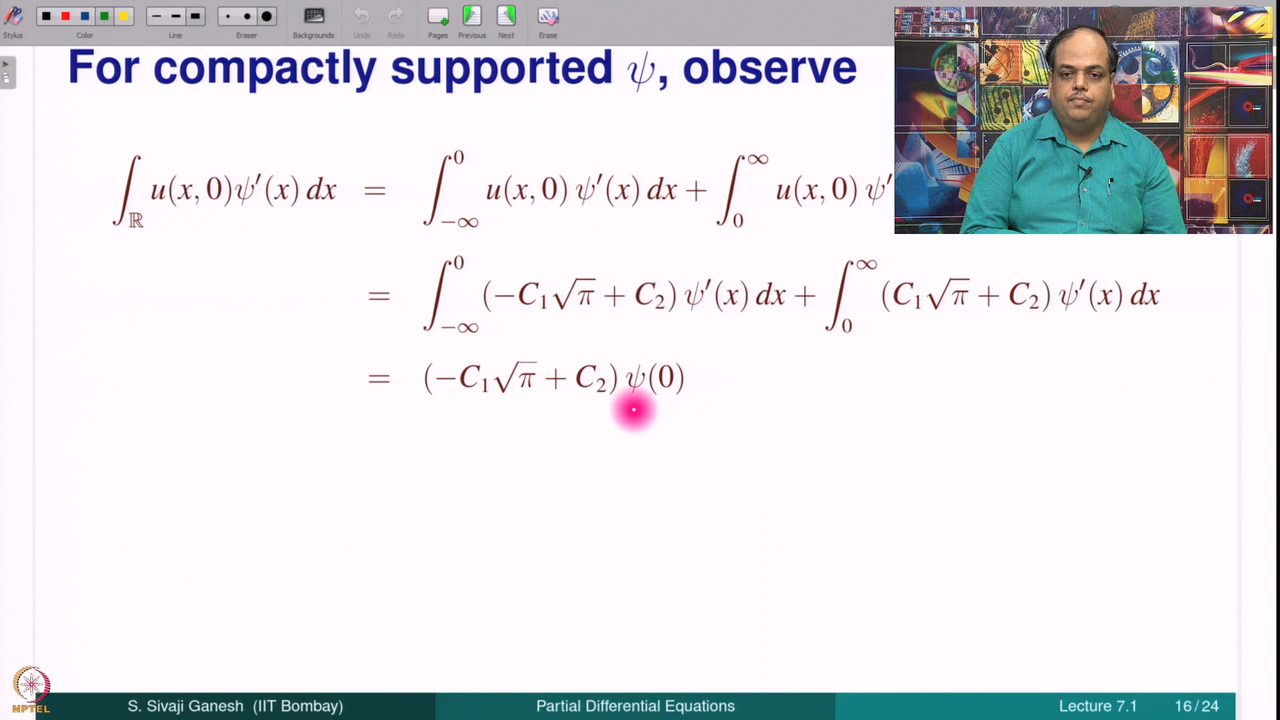 Stylus Color Line Eraser Backgrounds Undo Redo Pages Previous Next Erase
For compactly supported ψ, observe
∫_ℝ u(x, 0)ψ′(x) dx = ∫_{−∞}^{0} u(x, 0) ψ′(x) dx + ∫_{0}^{∞} u(x, 0) ψ′
= ∫_{−∞}^{0} (−C₁√π + C₂) ψ′(x) dx + ∫_{0}^{∞} (C₁√π + C₂) ψ′(x) dx
= (−C₁√π + C₂) ψ(0)
NPTEL
S. Sivaji Ganesh (IIT Bombay) Partial Differential Equations Lecture 7.1 16 / 24